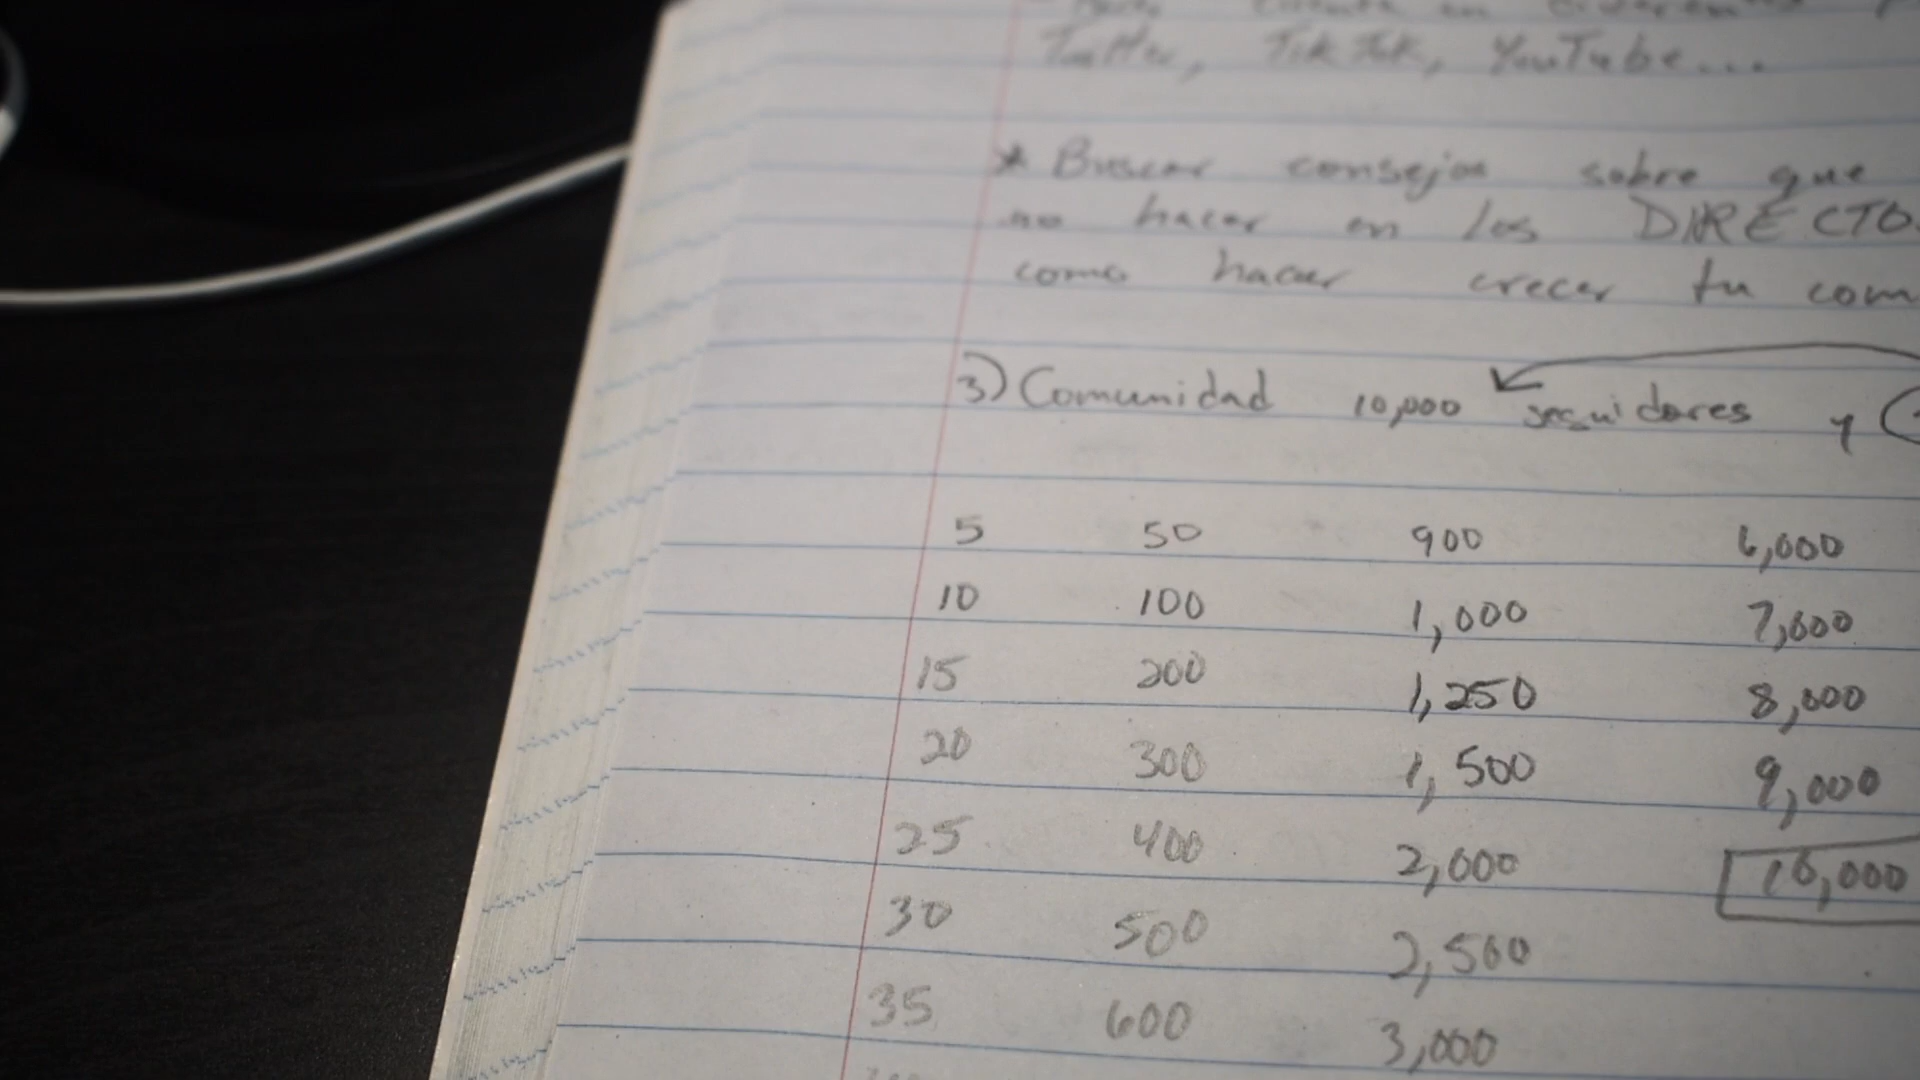 Twitter, TikTok, YouTube...
* Buscar consejos sobre que
no hacer en los DIRECTO
como hacer crecer tu com
3) Comunidad 10,000 seguidores y
5 50 900 6,000
10 100 1,000 7,000
15 200 1,250 8,000
20 300 1,500 9,000
25 400 2,000 10,000
30 500 2,500
35 600 3,000